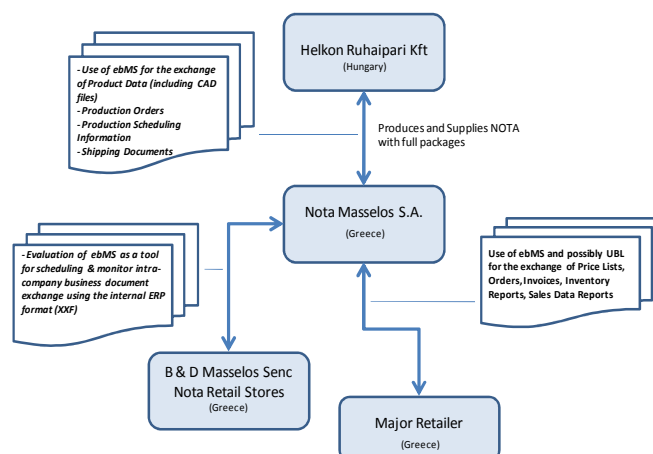 Helkon Ruhaipari Kft
(Hungary)
- Use of ebMS for the exchange
of Product Data (including CAD
files)
- Production Orders
- Production Scheduling
Information
- Shipping Documents
Produces and Supplies NOTA
with full packages
Nota Masselos S.A.
(Greece)
- Evaluation of ebMS as a tool
for scheduling & monitor intra-
company business document
exchange using the internal ERP
format (XXF)
Use of ebMS and possibly UBL
for the exchange of Price Lists,
Orders, Invoices, Inventory
Reports, Sales Data Reports
B & D Masselos Senc
Nota Retail Stores
(Greece)
Major Retailer
(Greece)